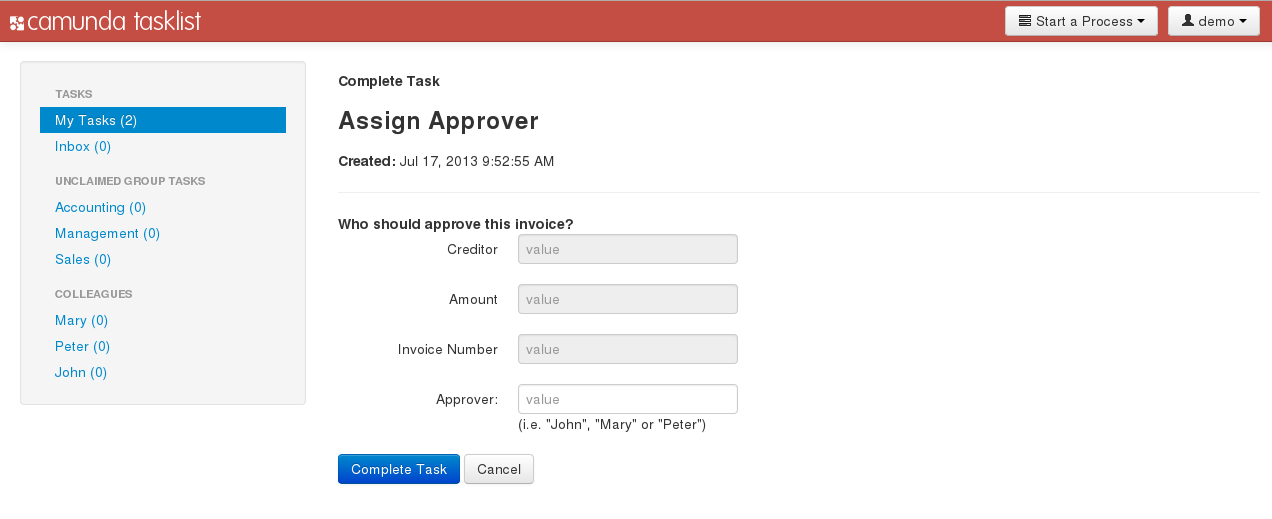 camunda tasklist
Start a Process
demo
TASKS
My Tasks (2)
Inbox (0)
UNCLAIMED GROUP TASKS
Accounting (0)
Management (0)
Sales (0)
COLLEAGUES
Mary (0)
Peter (0)
John (0)
Complete Task
Assign Approver
Created: Jul 17, 2013 9:52:55 AM
Who should approve this invoice?
Creditor value
Amount value
Invoice Number value
Approver: value
(i.e. "John", "Mary" or "Peter")
Complete Task Cancel